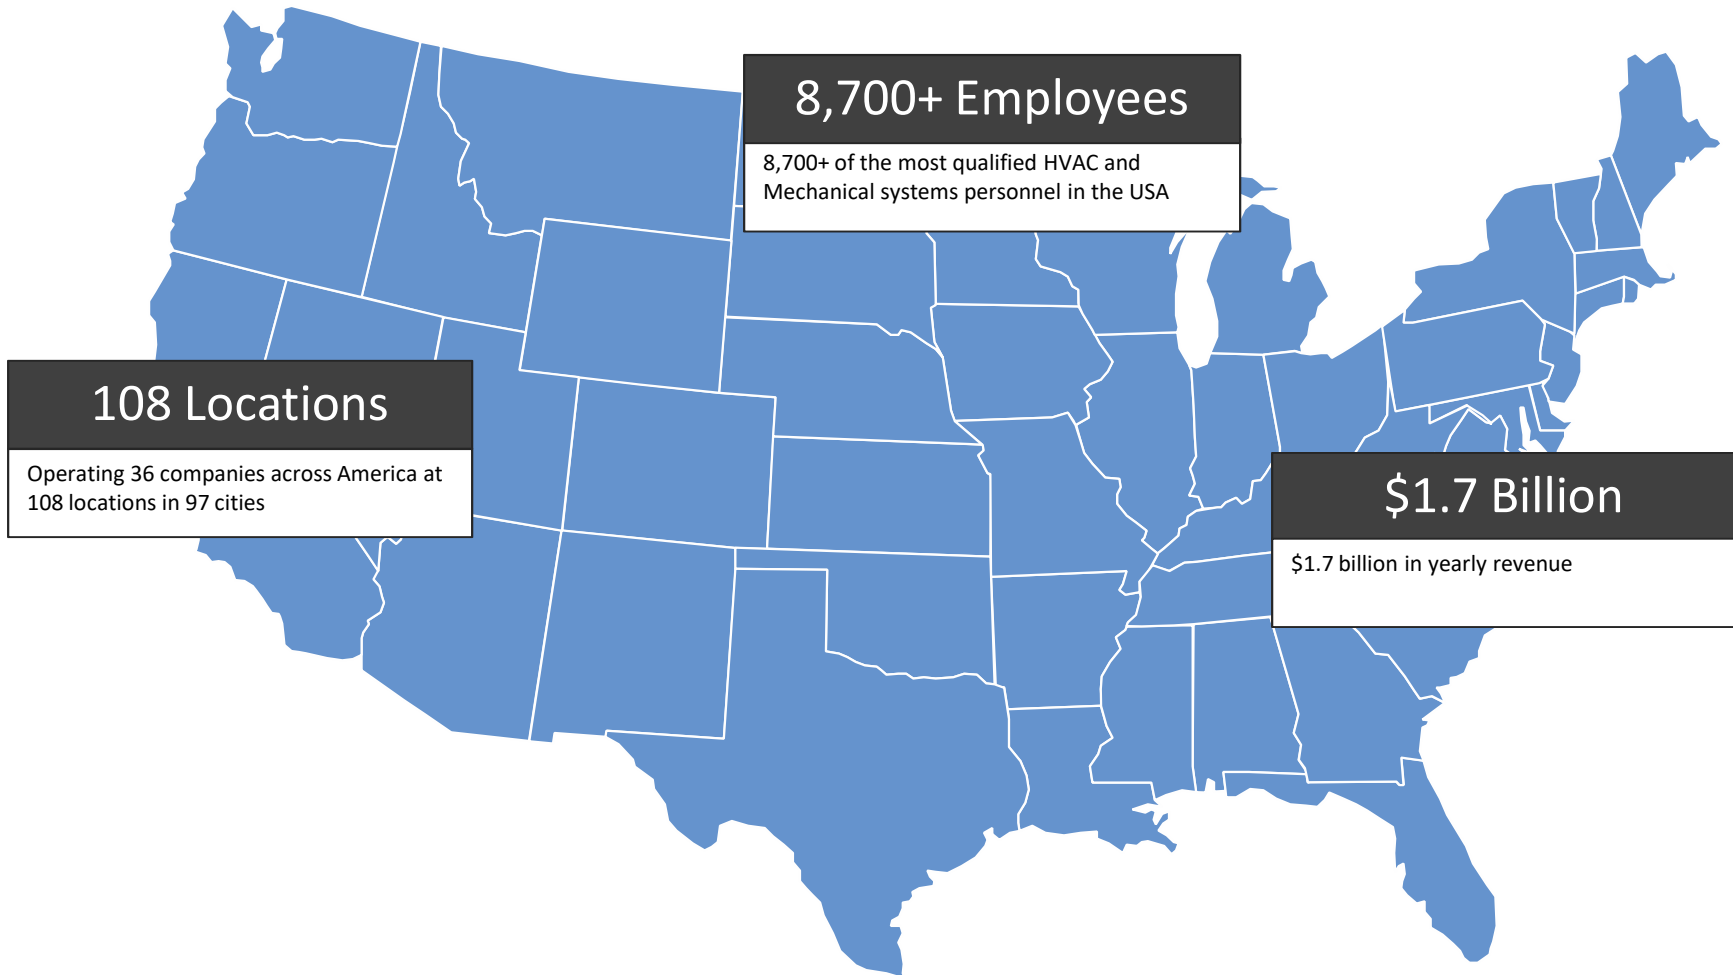 8,700+ Employees
8,700+ of the most qualified HVAC and
Mechanical systems personnel in the USA
108 Locations
Operating 36 companies across America at
108 locations in 97 cities
$1.7 Billion
$1.7 billion in yearly revenue